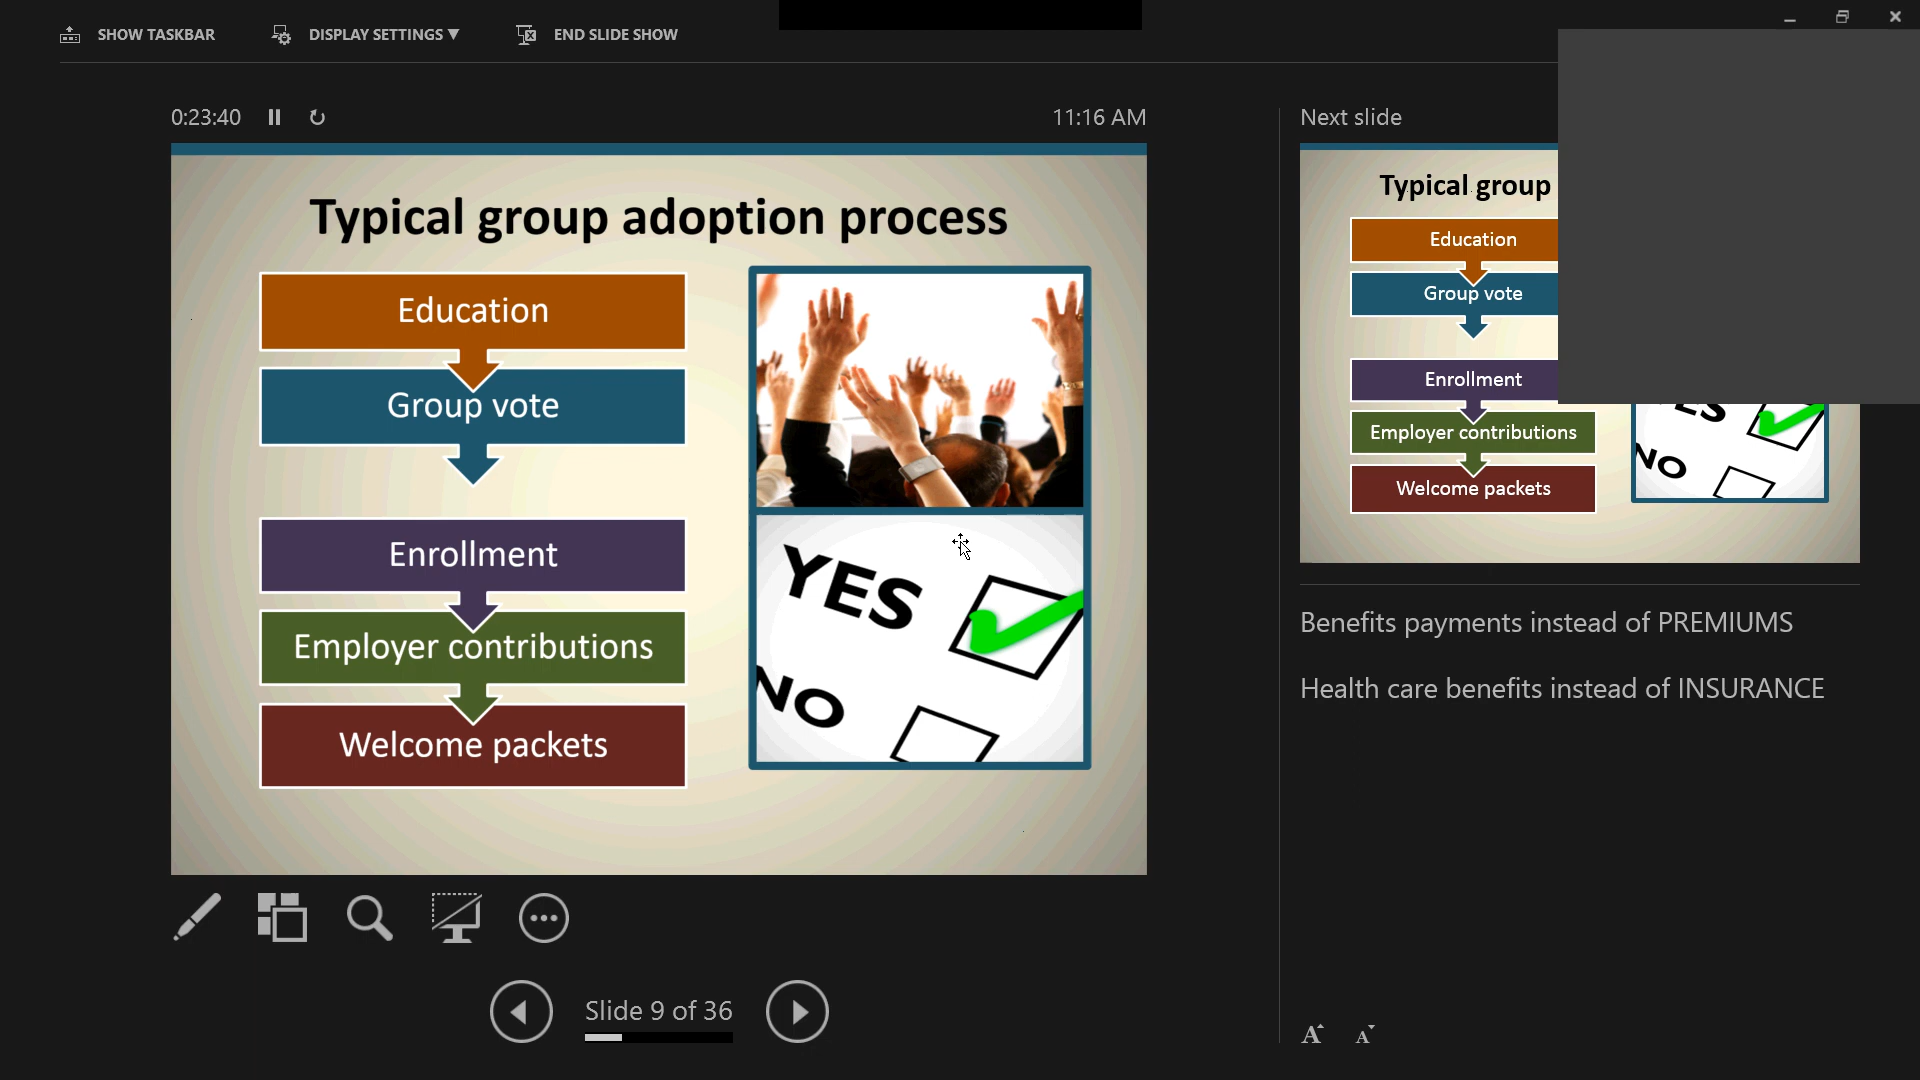 SHOW TASKBAR
DISPLAY SETTINGS ▼
END SLIDE SHOW
0:23:40
11:16 AM
Next slide
Typical group adoption process
Education
Group vote
Enrollment
Employer contributions
Welcome packets
YES
NO
Typical group
Education
Group vote
Enrollment
Employer contributions
Welcome packets
YES
NO
Benefits payments instead of PREMIUMS
Health care benefits instead of INSURANCE
Slide 9 of 36
A A